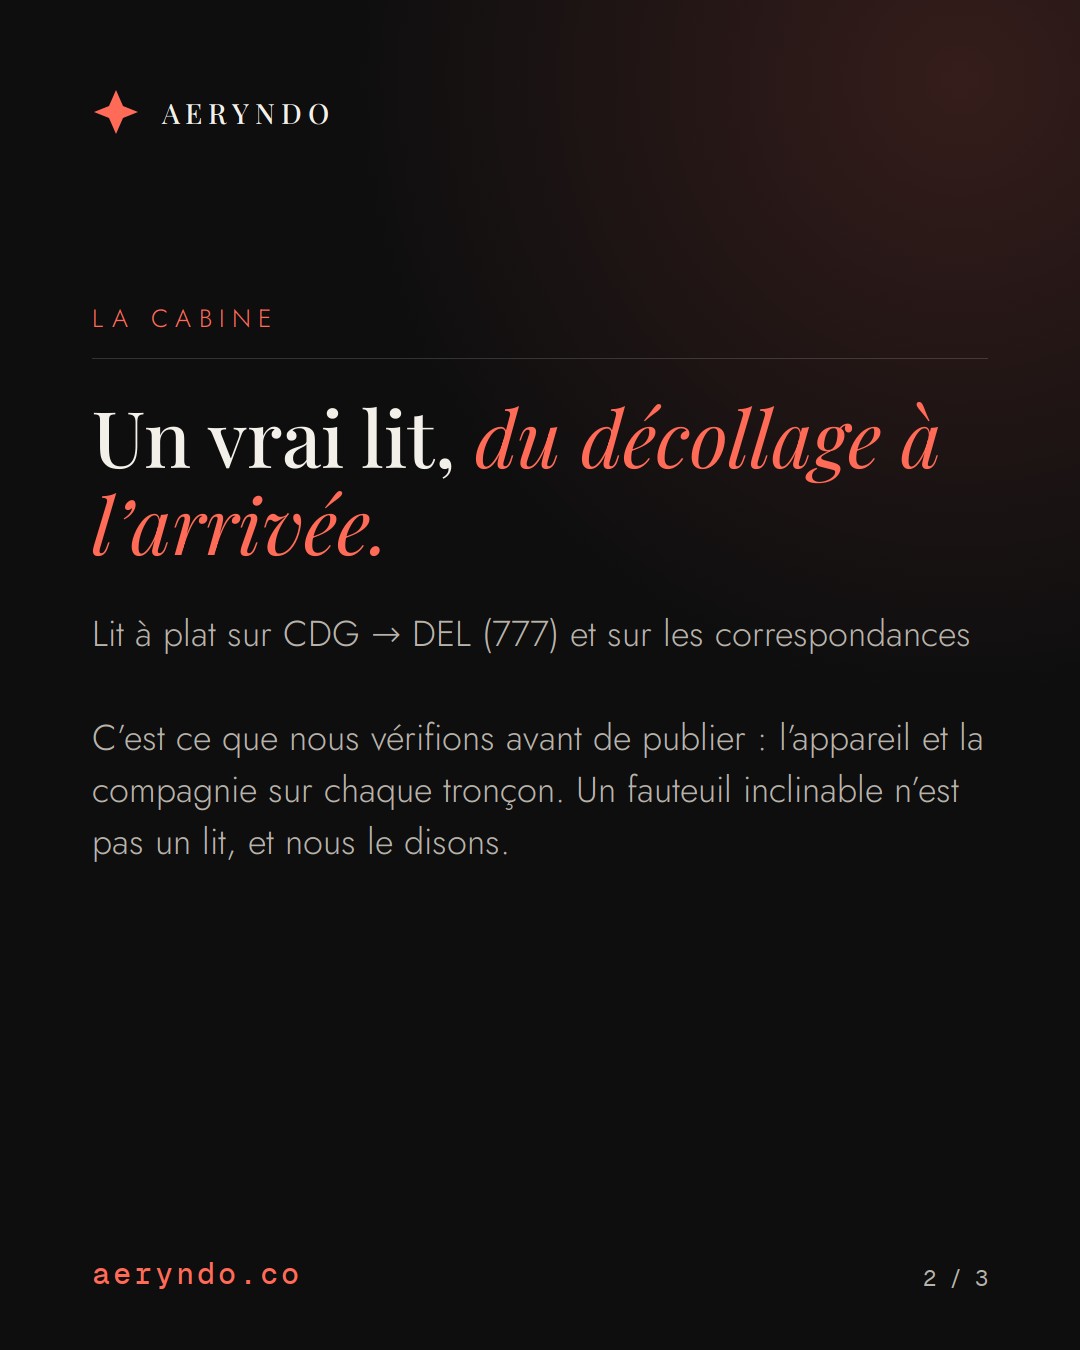 AERYNDO
LA CABINE
Un vrai lit, du décollage à
l’arrivée.
Lit à plat sur CDG → DEL (777) et sur les correspondances
C’est ce que nous vérifions avant de publier : l’appareil et la
compagnie sur chaque tronçon. Un fauteuil inclinable n’est
pas un lit, et nous le disons.
aeryndo.co
2 / 3